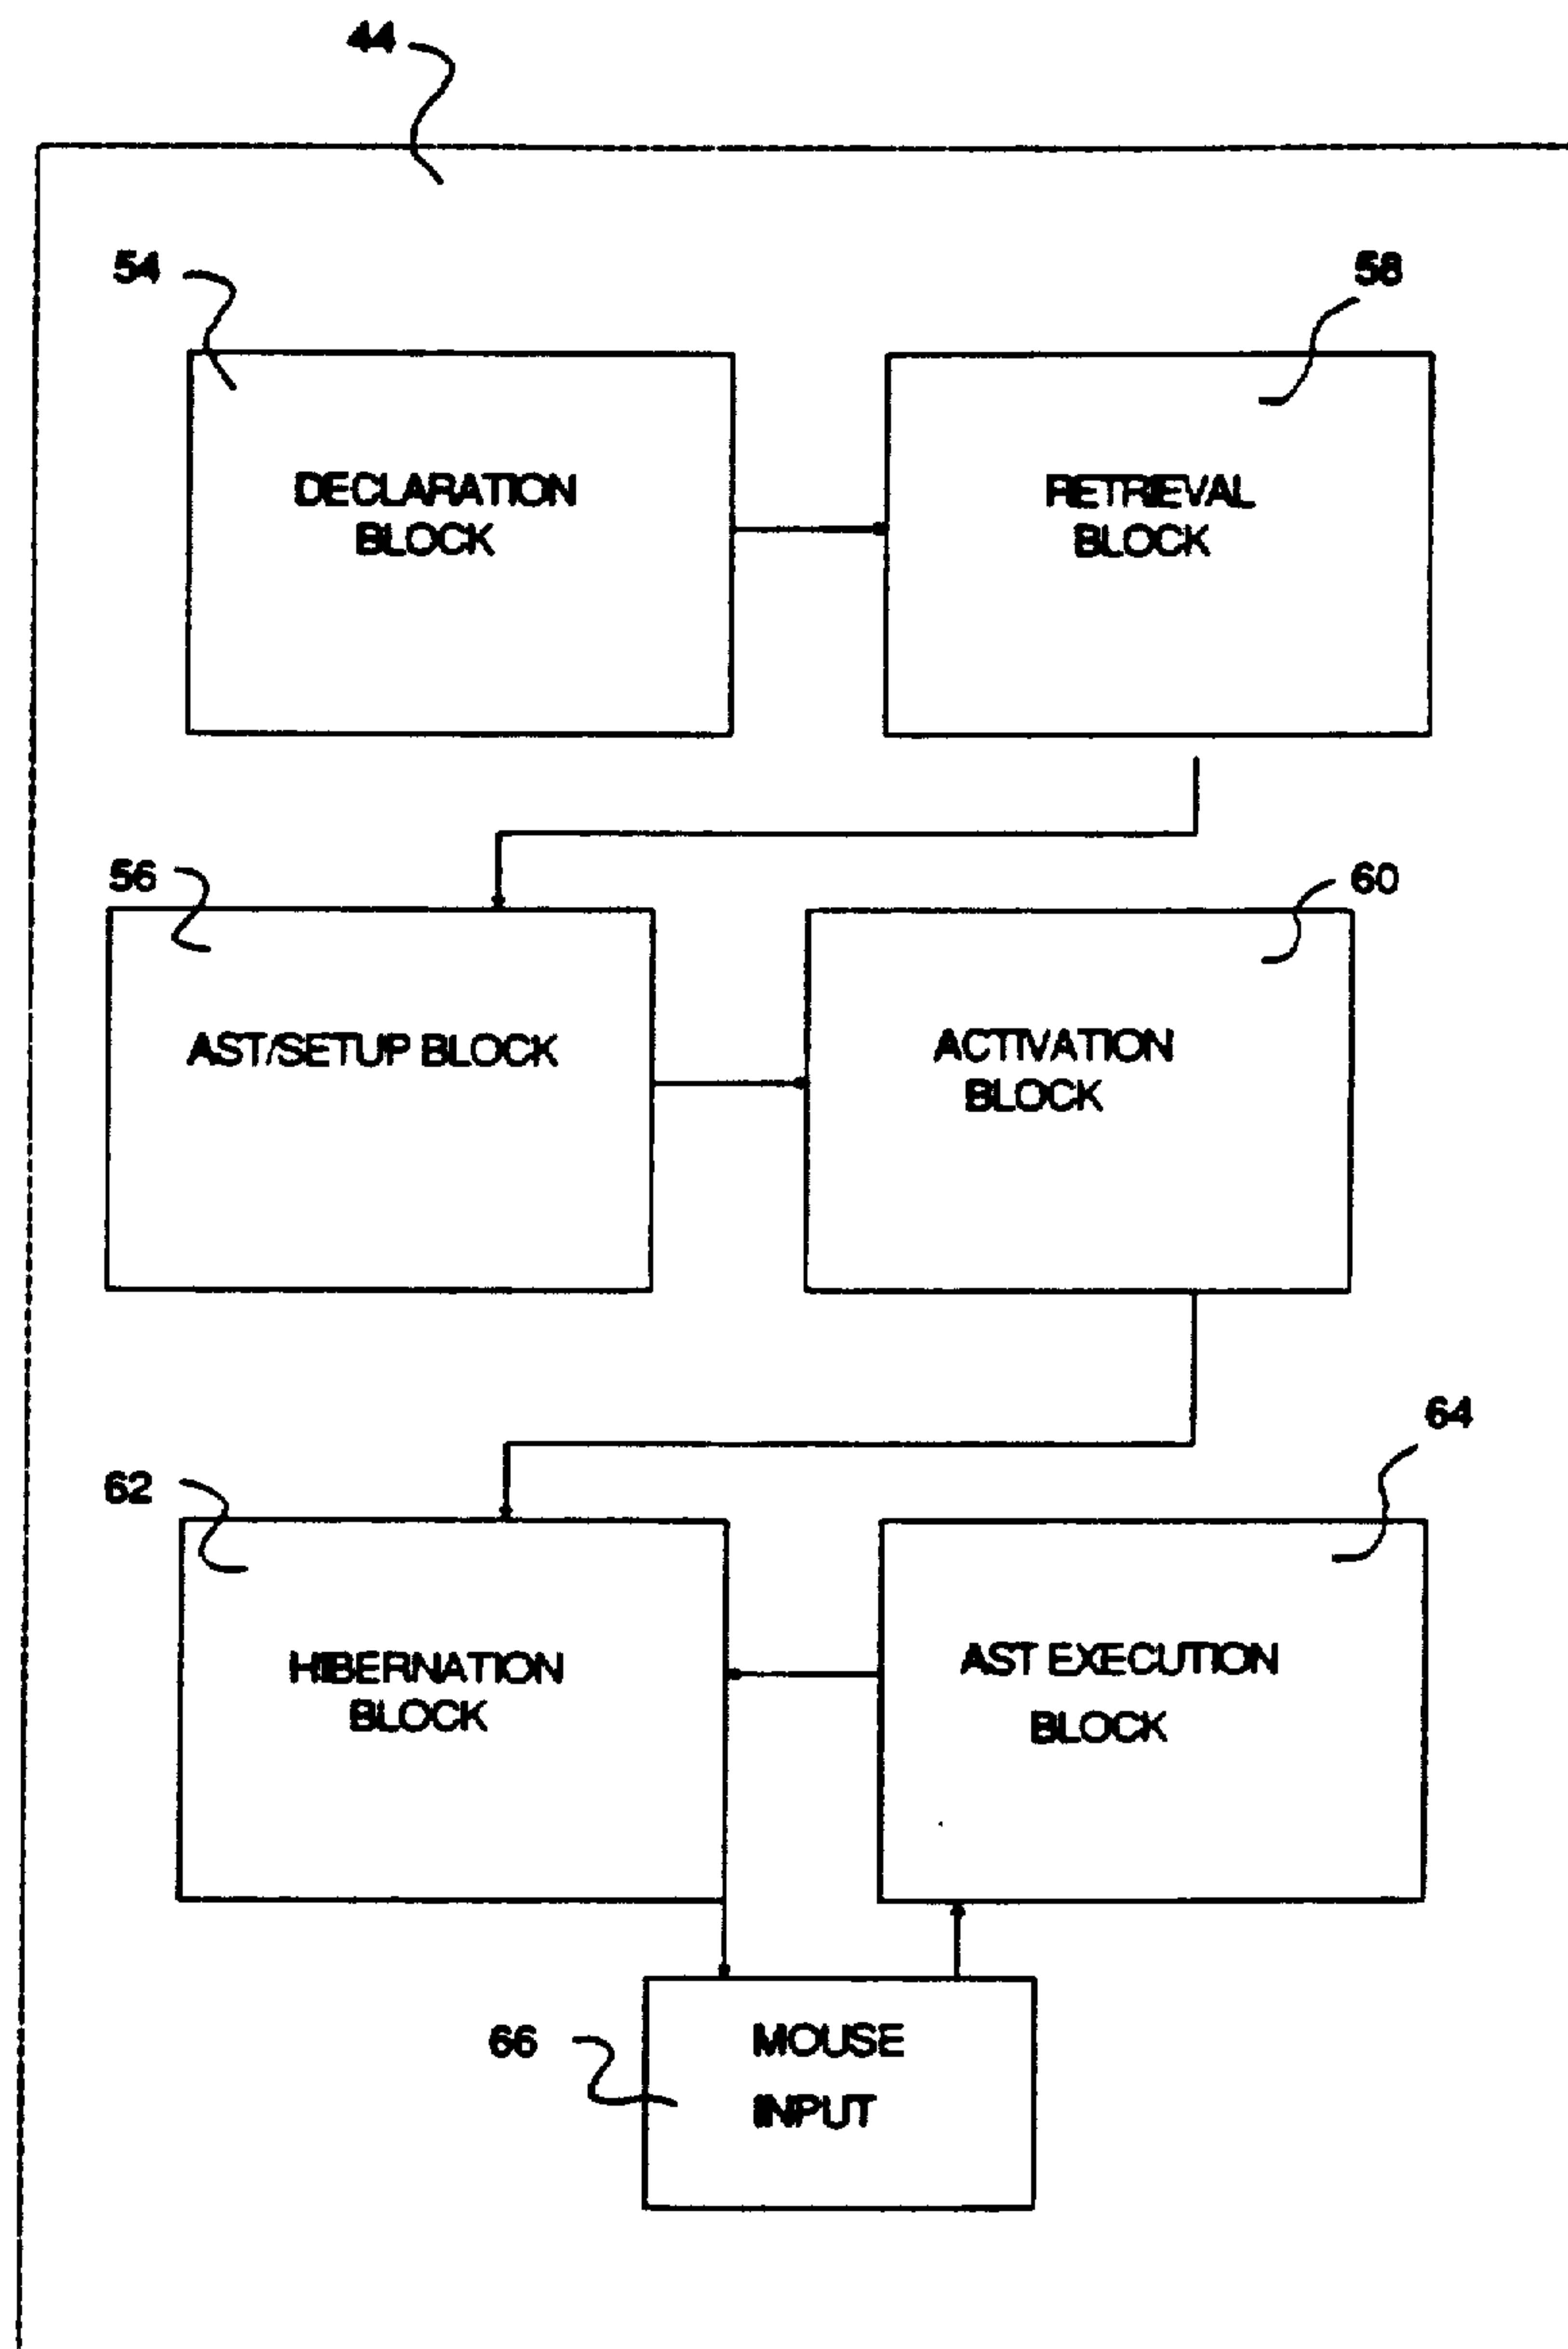 44
54
58
DECLARATION
BLOCK
RETRIEVAL
BLOCK
56
60
AST/SETUP BLOCK
ACTIVATION
BLOCK
62
64
HIBERNATION
BLOCK
AST EXECUTION
BLOCK
66
MOUSE
INPUT